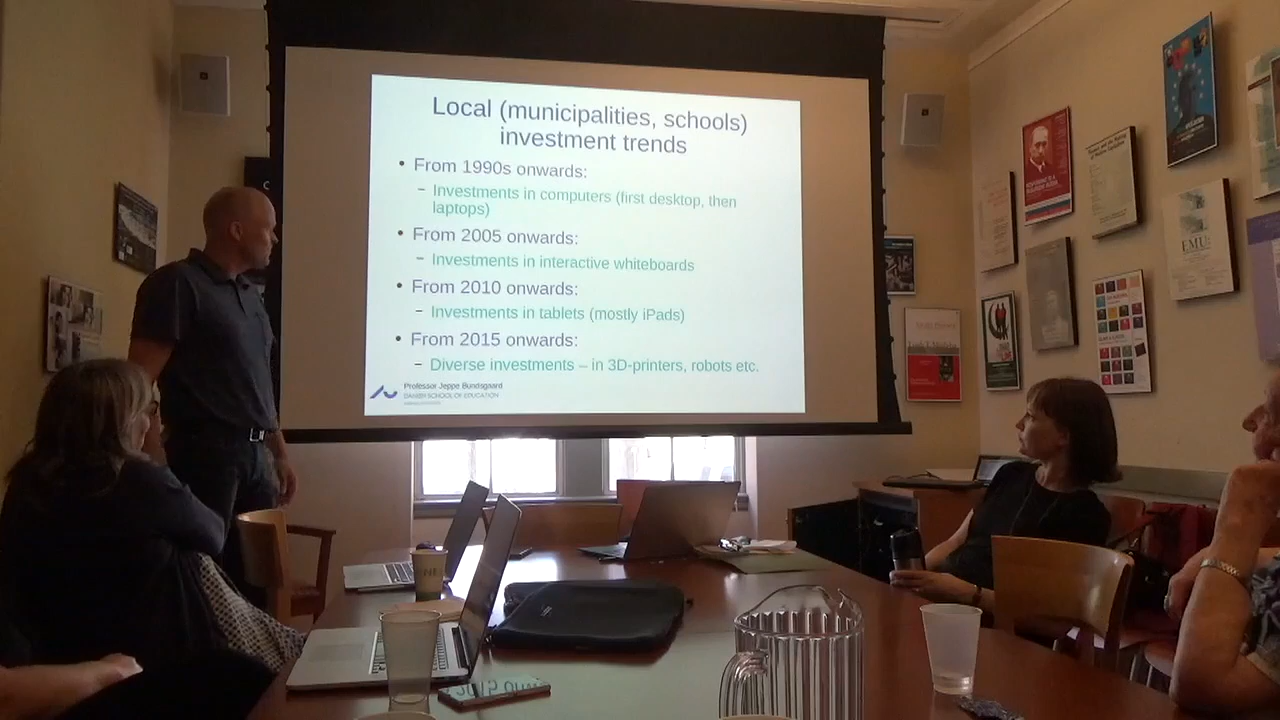 Local (municipalities, schools)
investment trends
• From 1990s onwards:
– Investments in computers (first desktop, then
laptops)
• From 2005 onwards:
– Investments in interactive whiteboards
• From 2010 onwards:
– Investments in tablets (mostly iPads)
• From 2015 onwards:
– Diverse investments – in 3D-printers, robots etc.
Professor Jeppe Bundsgaard
DANISH SCHOOL OF EDUCATION
EMU: